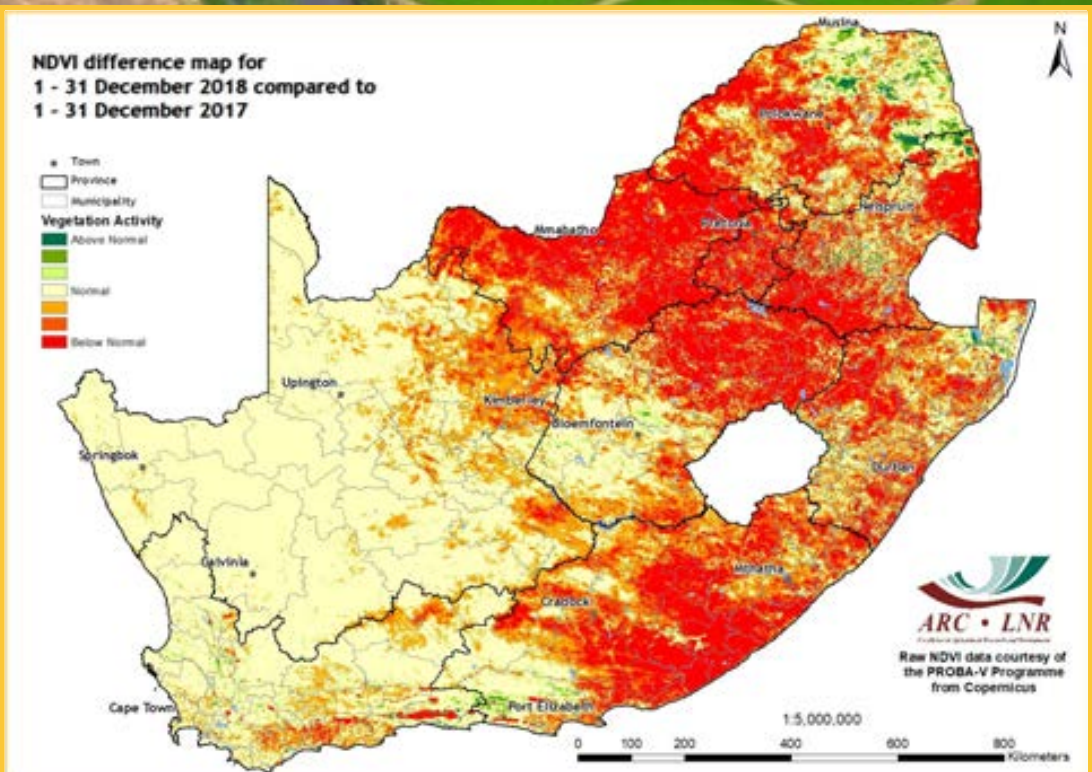 NDVI difference map for
1 - 31 December 2018 compared to
1 - 31 December 2017
Town
Province
Municipality
Vegetation Activity
Above Normal
Normal
Below Normal
N
Musina
Polokwane
Nelspruit
Pretoria
Mmabatho
Upington
Kimberley
Bloemfontein
Springbok
Durban
Calvinia
Mthatha
Cradock
Cape Town
Port Elizabeth
ARC • LNR
Raw NDVI data courtesy of
the PROBA-V Programme
from Copernicus
1:5,000,000
0 100 200 400 600 800
Kilometers